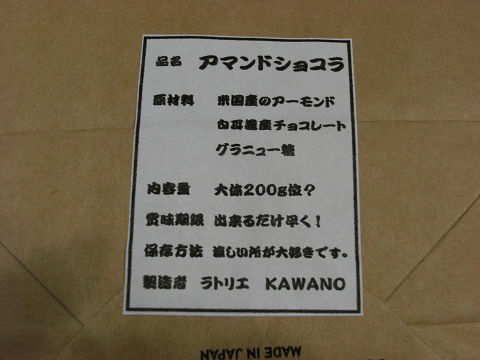 品名 アマンドショコラ
原材料 米国産のアーモンド
白耳義産チョコレート
グラニュー糖
内容量 大体200g位?
賞味期限 出来るだけ早く!
保存方法 涼しい所が大好きです。
製造者 ラトリエ KAWANO
MADE IN JAPAN